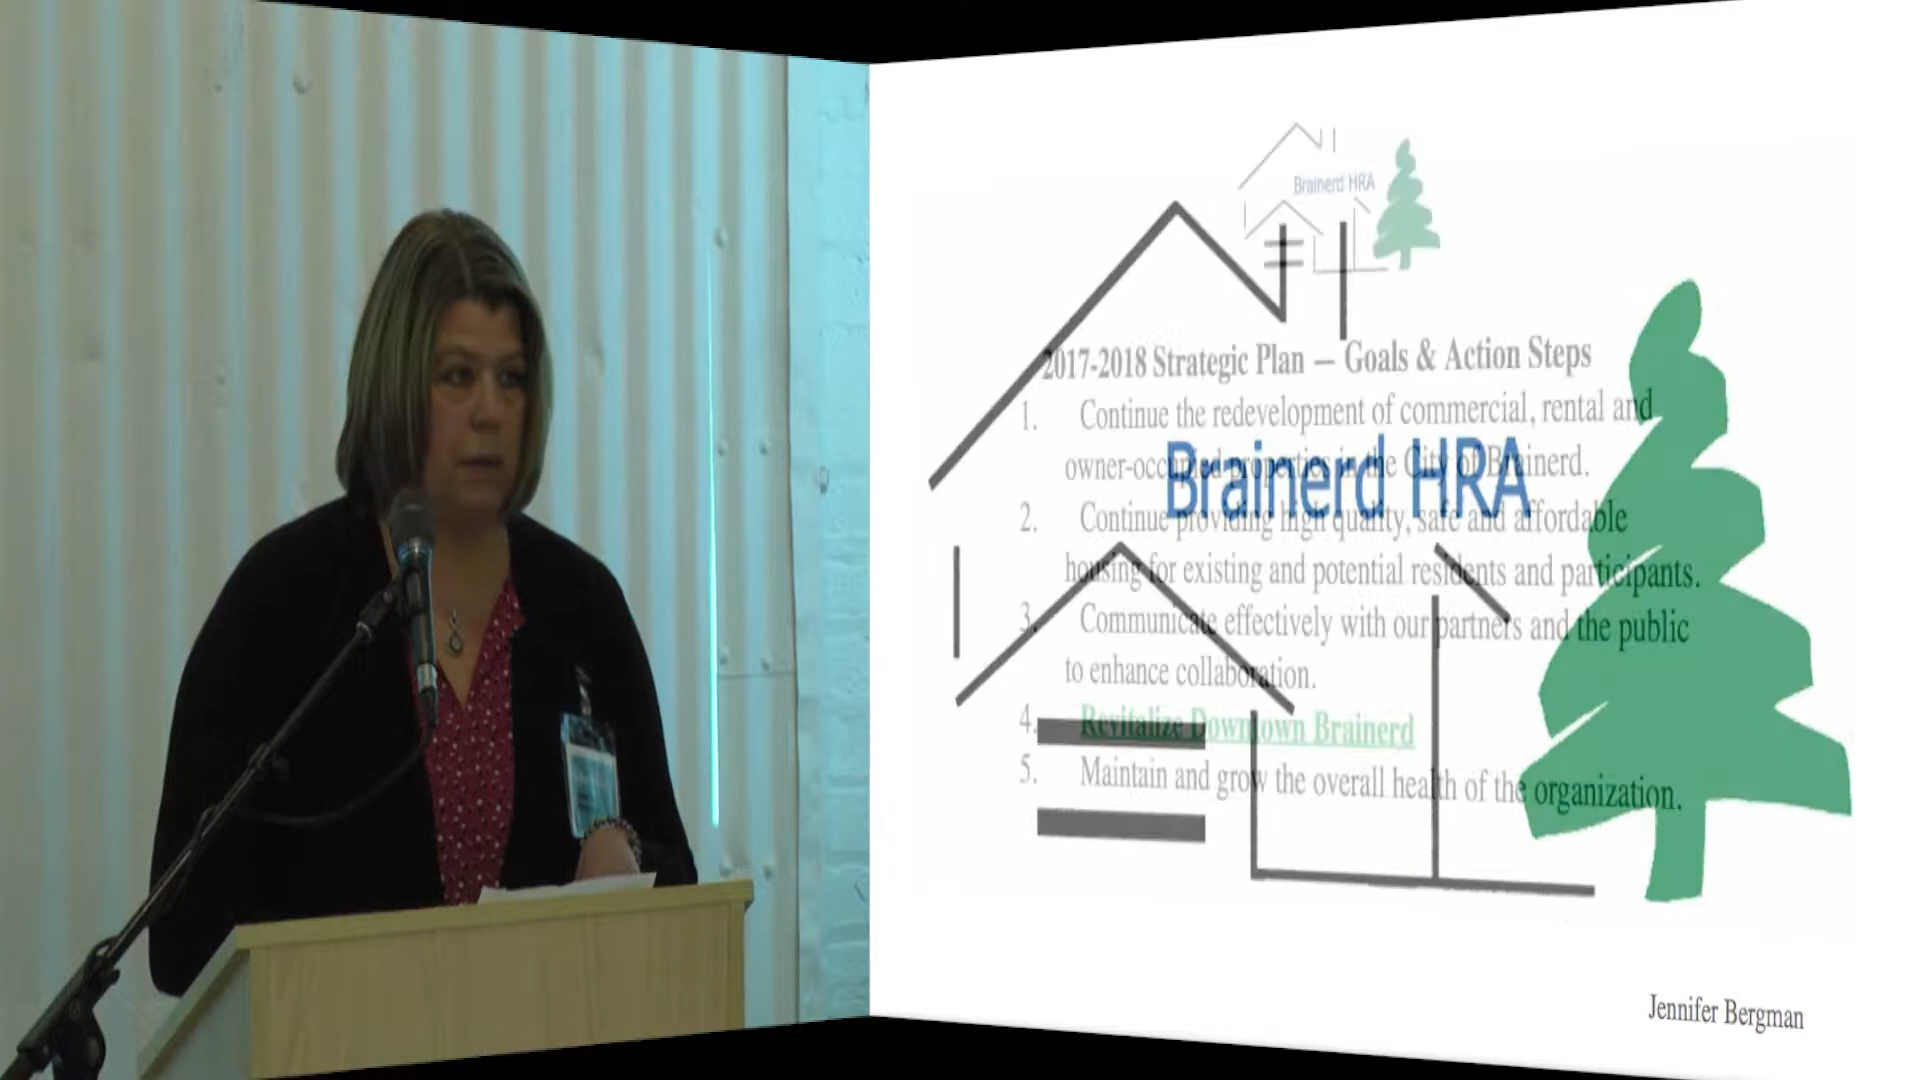 Brainerd HRA
2017-2018 Strategic Plan — Goals & Action Steps
1. Continue the redevelopment of commercial, rental and
owner-occupied properties in the City of Brainerd.
Brainerd HRA
2. Continue providing high quality, safe and affordable
housing for existing and potential residents and participants.
3. Communicate effectively with our partners and the public
to enhance collaboration.
4. Revitalize Downtown Brainerd
5. Maintain and grow the overall health of the organization.
Jennifer Bergman